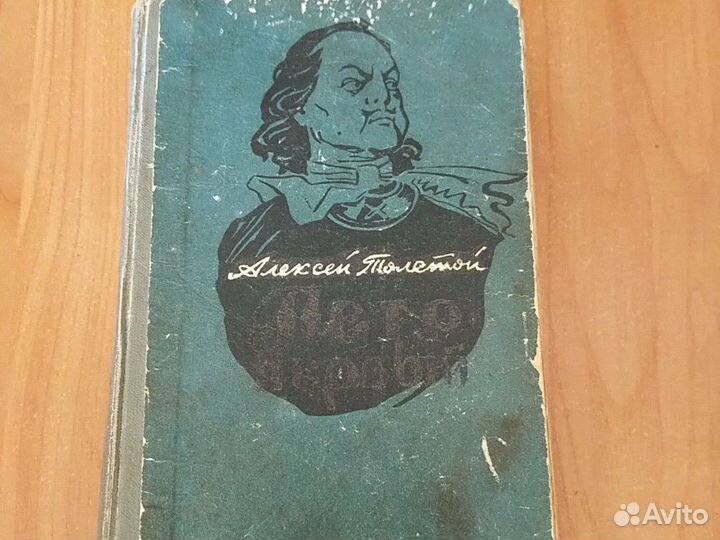 Алексей Толстой
Петр
первый
Avito